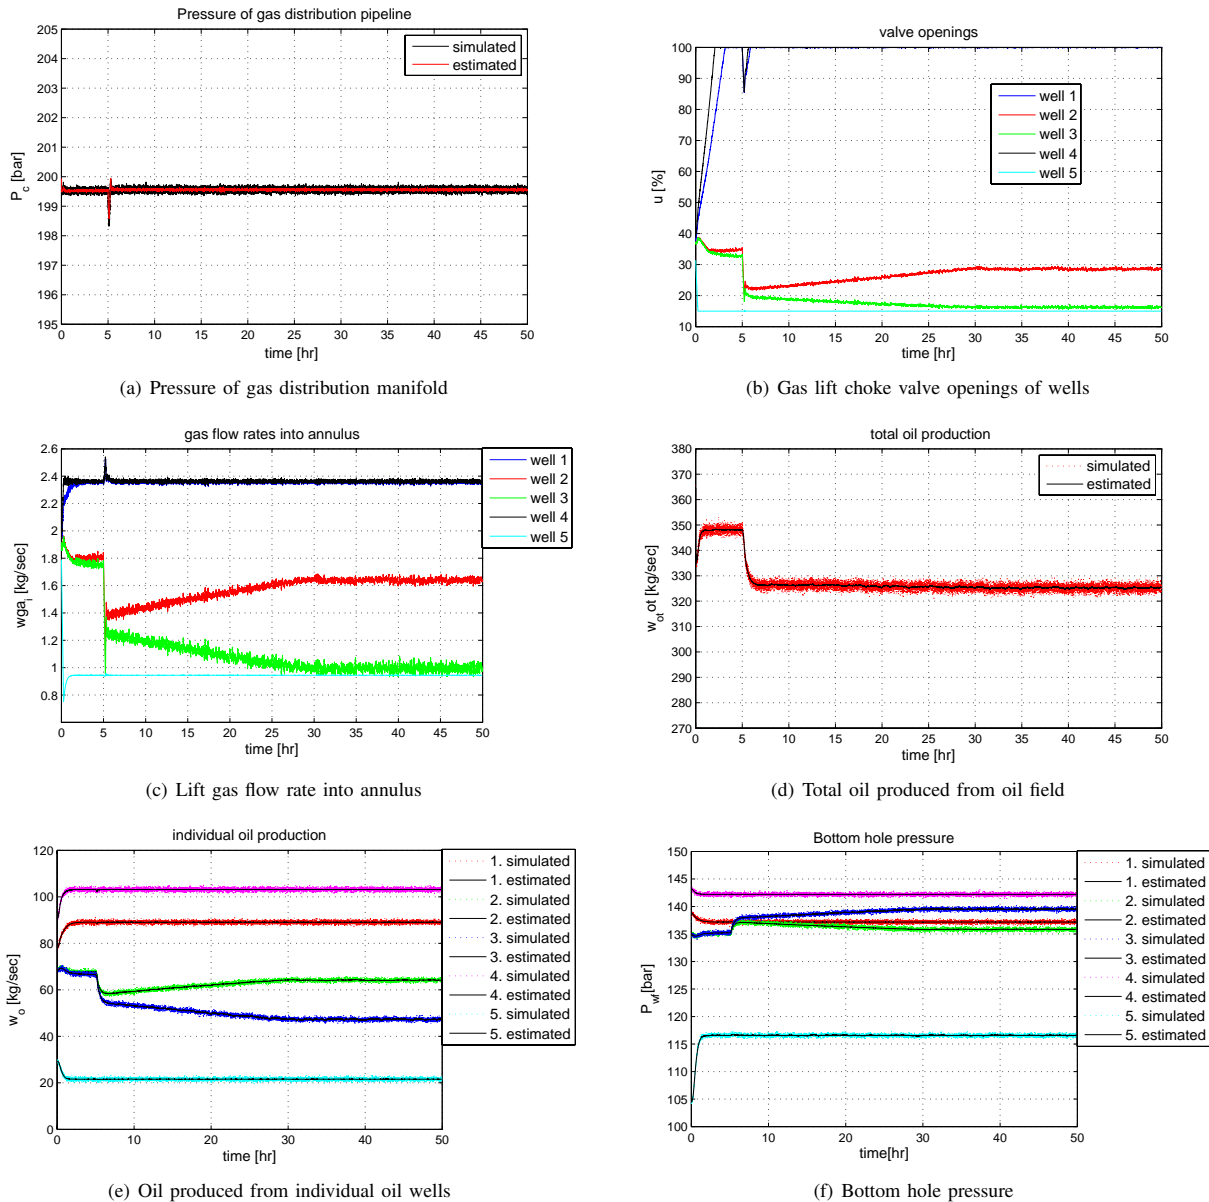 Pressure of gas distribution pipeline
205
204
203
202
201
200
199
198
197
196
195
P_c [bar]
simulated
estimated
0 5 10 15 20 25 30 35 40 45 50
time [hr]
(a) Pressure of gas distribution manifold
valve openings
100
90
80
70
60
50
40
30
20
10
u [%]
well 1
well 2
well 3
well 4
well 5
0 5 10 15 20 25 30 35 40 45 50
time [hr]
(b) Gas lift choke valve openings of wells
gas flow rates into annulus
2.6
2.4
2.2
2
1.8
1.6
1.4
1.2
1
0.8
wga_i [kg/sec]
well 1
well 2
well 3
well 4
well 5
0 5 10 15 20 25 30 35 40 45 50
time [hr]
(c) Lift gas flow rate into annulus
total oil production
380
370
360
350
340
330
320
310
300
290
280
270
w_ot [kg/sec]
simulated
estimated
0 5 10 15 20 25 30 35 40 45 50
time [hr]
(d) Total oil produced from oil field
individual oil production
120
100
80
60
40
20
0
w_o [kg/sec]
1. simulated
1. estimated
2. simulated
2. estimated
3. simulated
3. estimated
4. simulated
4. estimated
5. simulated
5. estimated
0 10 20 30 40 50
time [hr]
(e) Oil produced from individual oil wells
Bottom hole pressure
150
145
140
135
130
125
120
115
110
105
100
P_wf[bar]
1. simulated
1. estimated
2. simulated
2. estimated
3. simulated
3. estimated
4. simulated
4. estimated
5. simulated
5. estimated
0 10 20 30 40 50
time[hr]
(f) Bottom hole pressure